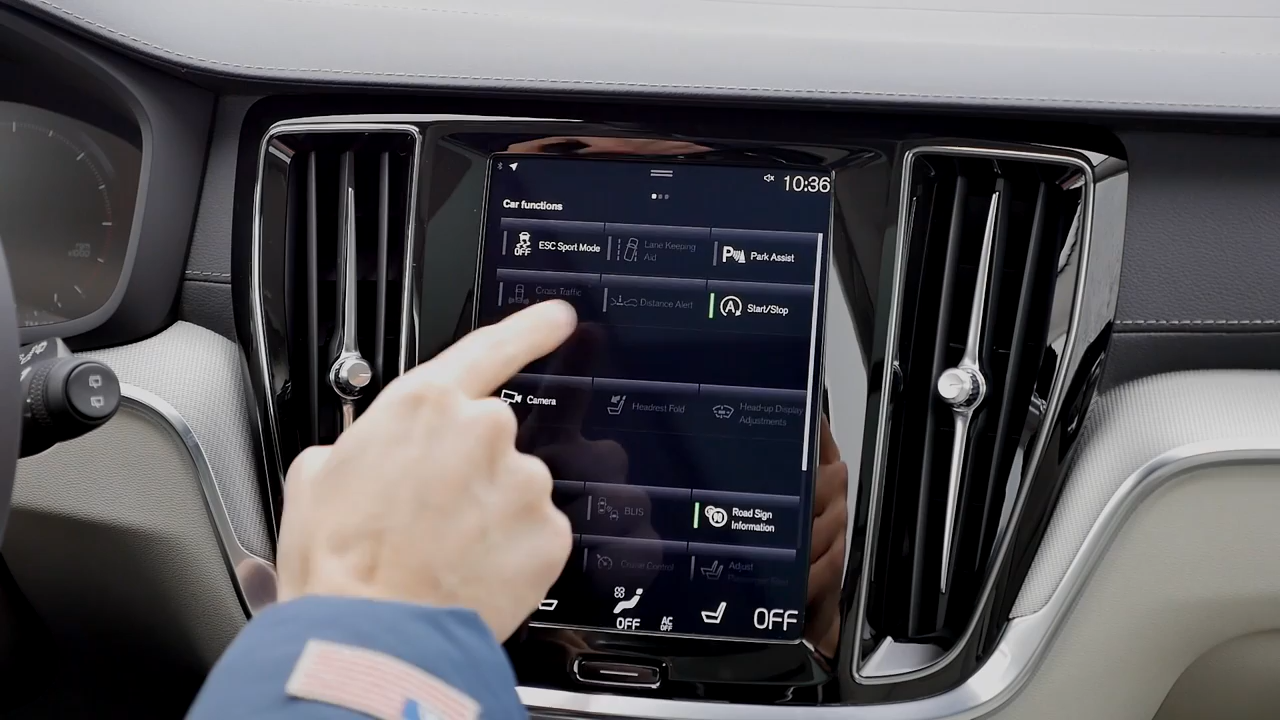 10:36
Car functions
OFF
ESC Sport Mode
Lane Keeping
Aid
Park Assist
Cross Traffic
Distance Alert
A
Start/Stop
Camera
Headrest Fold
Head-up Display
Adjustments
BLIS
Road Sign
Information
Cruise Control
Adjust
OFF
AC
OFF
OFF